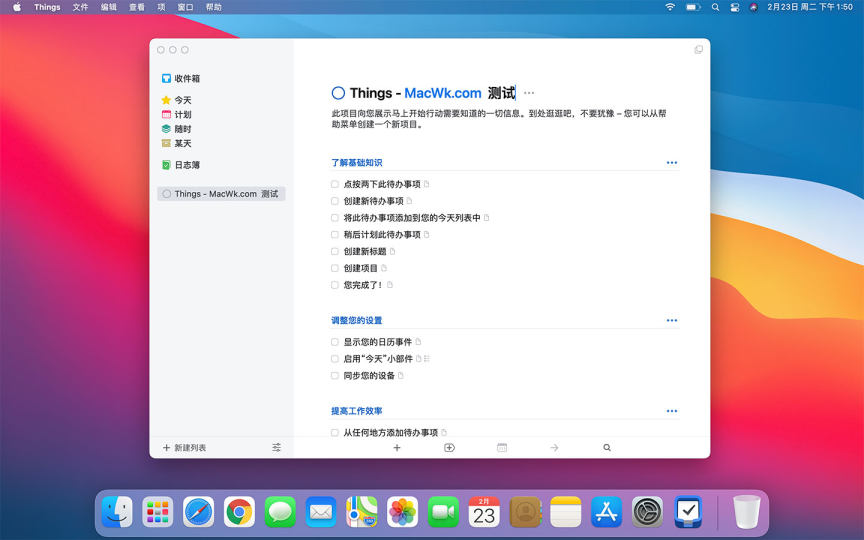 Things 文件 编辑 查看 项 窗口 帮助 2月23日 周二 下午1:50
收件箱
今天
计划
随时
某天
日志簿
Things - MacWk.com 测试
新建列表
Things - MacWk.com 测试
此项目向您展示马上开始行动需要知道的一切信息。到处逛逛吧，不要犹豫 – 您可以从帮
助菜单创建一个新项目。
了解基础知识
点按两下此待办事项
创建新待办事项
将此待办事项添加到您的今天列表中
稍后计划此待办事项
创建新标题
创建项目
您完成了！
调整您的设置
显示您的日历事件
启用“今天”小部件
同步您的设备
提高工作效率
从任何地方添加待办事项
2月
23